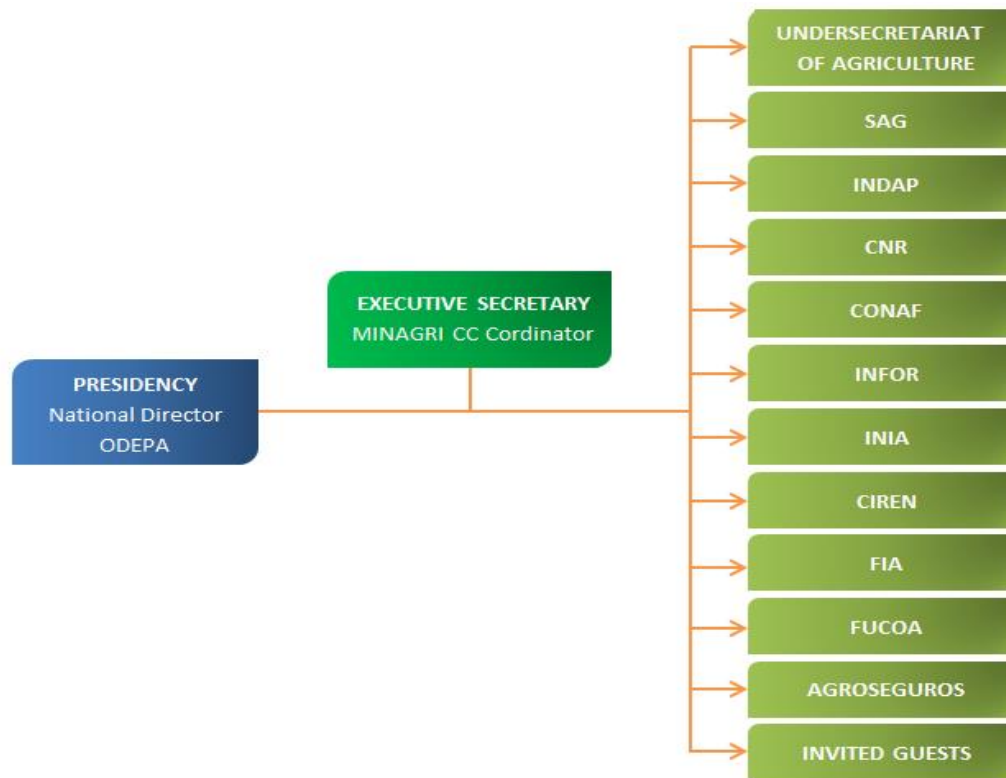 UNDERSECRETARIAT
OF AGRICULTURE
SAG
INDAP
CNR
EXECUTIVE SECRETARY
MINAGRI CC Cordinator
CONAF
INFOR
PRESIDENCY
National Director
ODEPA
INIA
CIREN
FIA
FUCOA
AGROSEGUROS
INVITED GUESTS